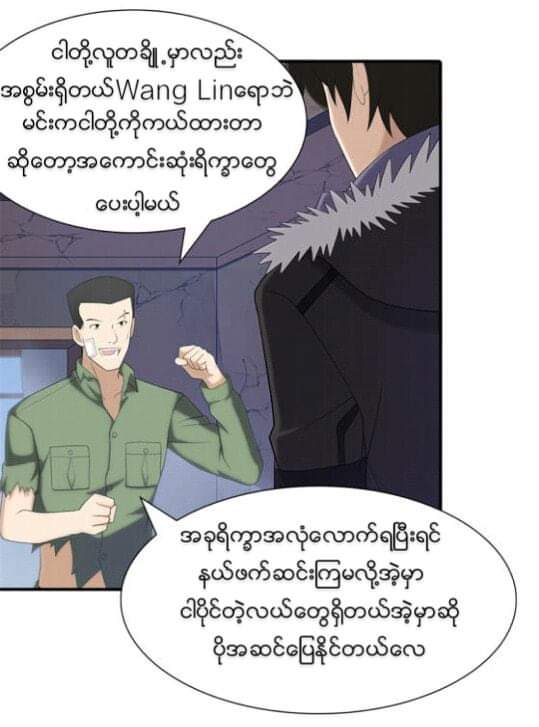 ငါတို့လူတချို့မှာလည်း
အစွမ်းရှိတယ်Wang Linရောဘဲ
မင်းကငါတို့ကိုကယ်ထားတာ
ဆိုတော့အကောင်းဆုံးရိက္ခာတွေ
ပေးပါ့မယ်
အခုရိက္ခာအလုံလောက်ရပြီးရင်
နယ်ဖက်ဆင်းကြမလို့အဲ့မှာ
ငါပိုင်တဲ့လယ်တွေရှိတယ်အဲ့မှာဆို
ပိုအဆင်ပြေနိုင်တယ်လေ